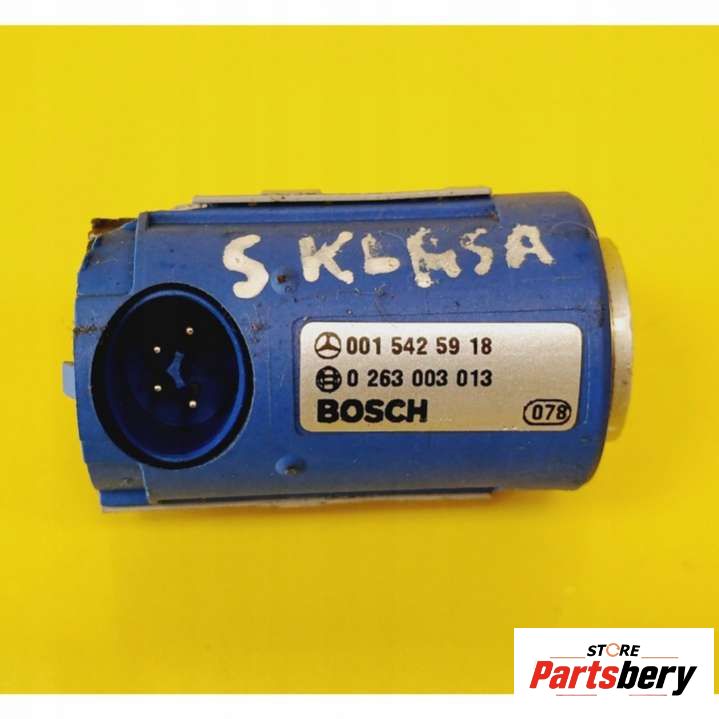 S KLASA
001 542 59 18
0 263 003 013
BOSCH
078
STORE
Partsbery